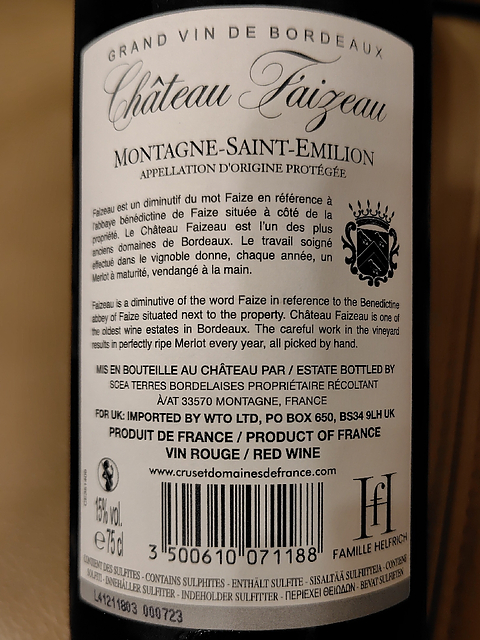 GRAND VIN DE BORDEAUX
Château Faizeau
MONTAGNE-SAINT-EMILION
APPELLATION D'ORIGINE PROTÉGÉE
Faizeau est un diminutif du mot Faize en référence à
l'abbaye bénédictine de Faize située à côté de la
propriété. Le Château Faizeau est l'un des plus
anciens domaines de Bordeaux. Le travail soigné
effectué dans le vignoble donne, chaque année, un
Merlot à maturité, vendangé à la main.
Faizeau is a diminutive of the word Faize in reference to the Benedictine
abbey of Faize situated next to the property. Château Faizeau is one of
the oldest wine estates in Bordeaux. The careful work in the vineyard
results in perfectly ripe Merlot every year, all picked by hand.
MIS EN BOUTEILLE AU CHÂTEAU PAR / ESTATE BOTTLED BY
SCEA TERRES BORDELAISES PROPRIÉTAIRE RÉCOLTANT
À/AT 33570 MONTAGNE, FRANCE
FOR UK: IMPORTED BY WTO LTD, PO BOX 650, BS34 9LH UK
PRODUIT DE FRANCE / PRODUCT OF FRANCE
VIN ROUGE / RED WINE
www.crusetdomainesdefrance.com
15% vol.
e 75 cl
3 500610 071188
HfH
FAMILLE HELFRICH
CONTIENT DES SULFITES - CONTAINS SULPHITES - ENTHÄLT SULFITE - SISÄLTÄÄ SULFIITTEJA - CONTIENE
SOLFITI - INNEHÅLLER SULFITER - INDEHOLDER SULFITTER - ΠΕΡΙΕΧΕΙ ΘΕΙΩΔΩΝ - BEVAT SULFIETEN
L41211803 000723